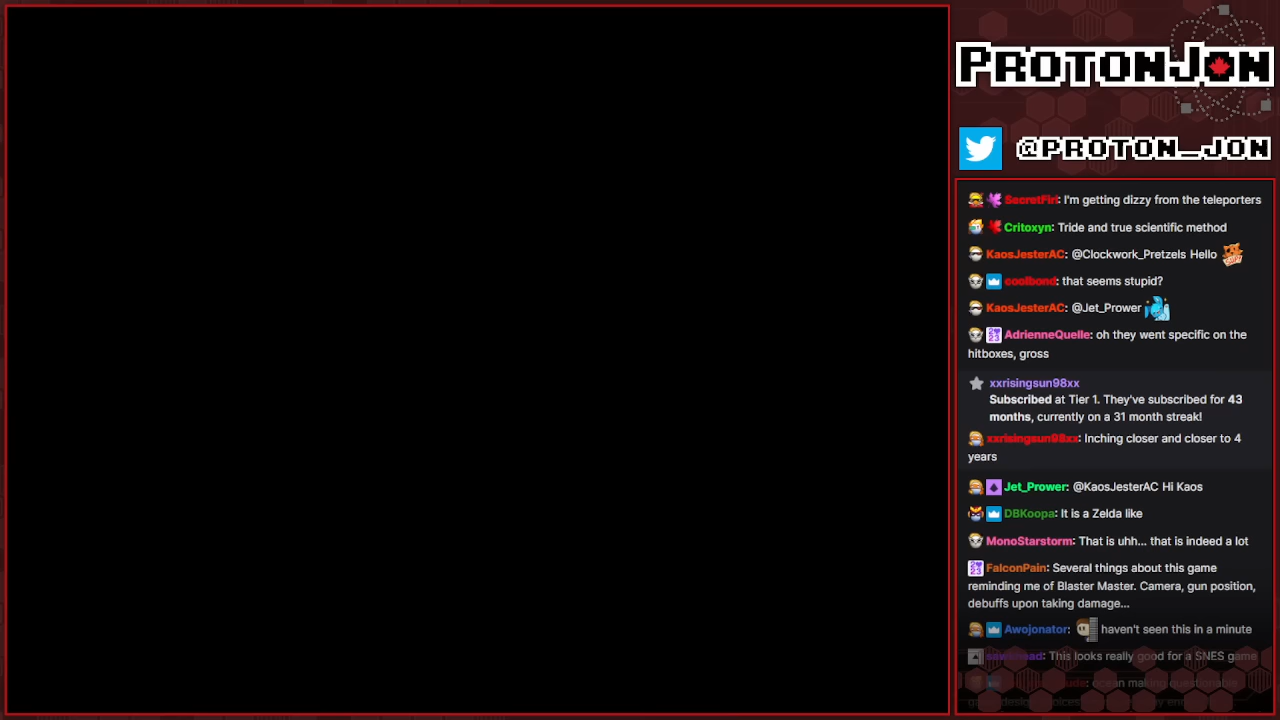 PROTONJON
@PROTON_JON
SecretFiri: I'm getting dizzy from the teleporters
Critoxyn: Tride and true scientific method
KaosJesterAC: @Clockwork_Pretzels Hello
coolbond: that seems stupid?
KaosJesterAC: @Jet_Prower
AdrienneQuelle: oh they went specific on the
hitboxes, gross
xxrisingsun98xx
Subscribed at Tier 1. They've subscribed for 43
months, currently on a 31 month streak!
xxrisingsun98xx: Inching closer and closer to 4
years
Jet_Prower: @KaosJesterAC Hi Kaos
DBKoopa: It is a Zelda like
MonoStarstorm: That is uhh... that is indeed a lot
FalconPain: Several things about this game
reminding me of Blaster Master. Camera, gun position,
debuffs upon taking damage...
Awojonator: haven't seen this in a minute
This looks really good for a SNES game
ocean making questionable